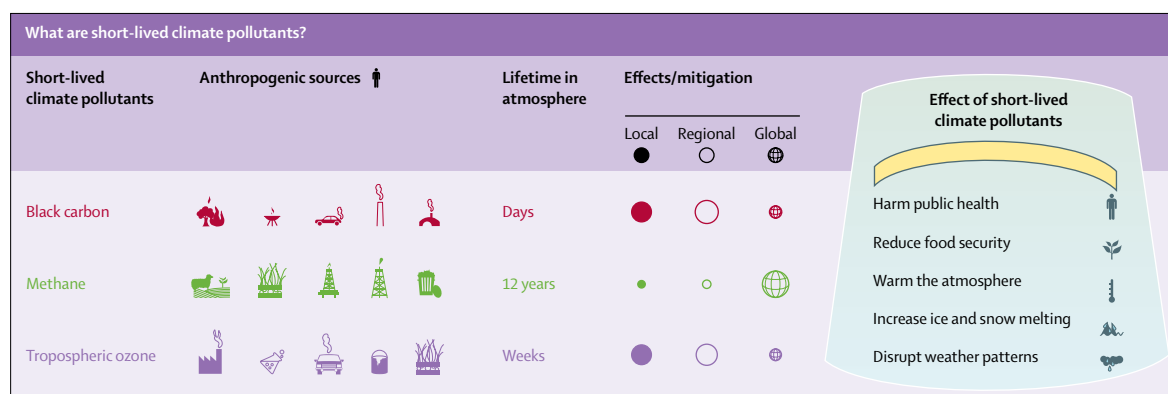 What are short-lived climate pollutants?
Short-lived
climate pollutants
Anthropogenic sources
Lifetime in
atmosphere
Effects/mitigation
Local
Regional
Global
Black carbon
Days
Methane
12 years
Tropospheric ozone
Weeks
Effect of short-lived
climate pollutants
Harm public health
Reduce food security
Warm the atmosphere
Increase ice and snow melting
Disrupt weather patterns